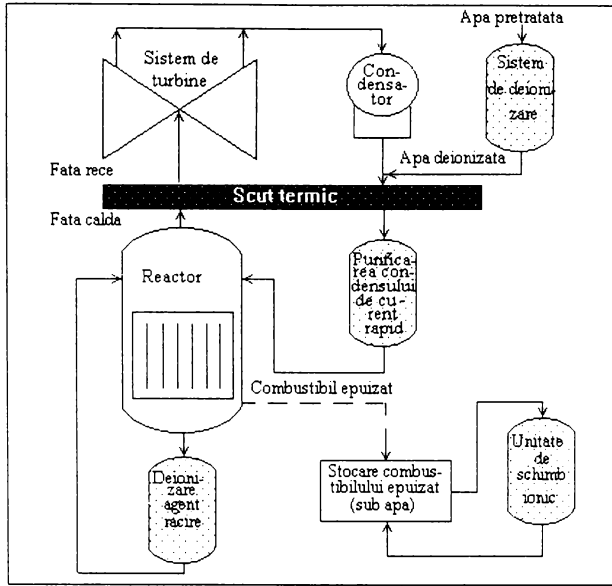 Apa pretratata
Sistem de
turbine
Con-
densa-
tor
Sistem
de deioni-
zare
Apa deionizata
Fata rece
Scut termic
Fata calda
Reactor
Purifica-
rea con-
densului
de cu-
rent
rapid
Combustibil epuizat
Stocare combus-
tibilului epuizat
(sub apa)
Unitate
de
schimb
ionic
Deioni-
zare
agent
racire